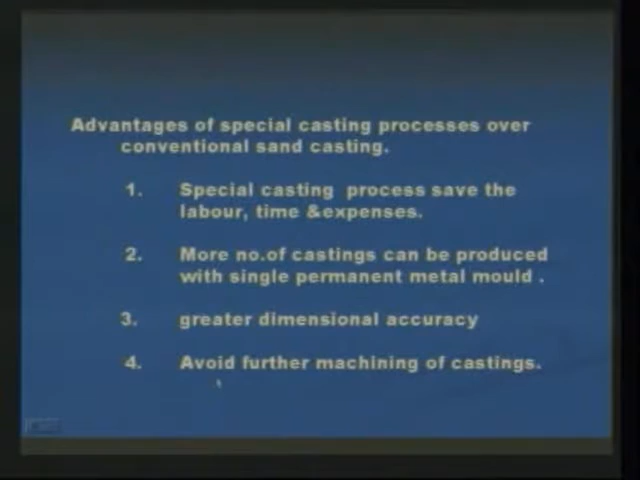 Advantages of special casting processes over
conventional sand casting.
1. Special casting process save the
labour, time &expenses.
2. More no.of castings can be produced
with single permanent metal mould .
3. greater dimensional accuracy
4. Avoid further machining of castings.